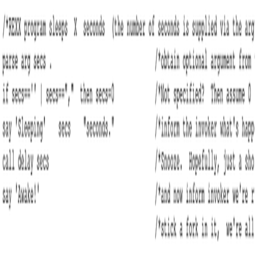 /*REXX program sleeps X seconds (the number of seconds is supplied via the arg
parse arg secs . /*obtain optional argument from
if secs=='' | secs=="," then secs=0 /*Not specified? Then assume 0
say 'Sleeping' secs "seconds." /*inform the invoker what's happ
call delay secs /*Snooze. Hopefully, just a sho
say 'Awake!' /*and now inform invoker we're r
/*stick a fork in it, we're all